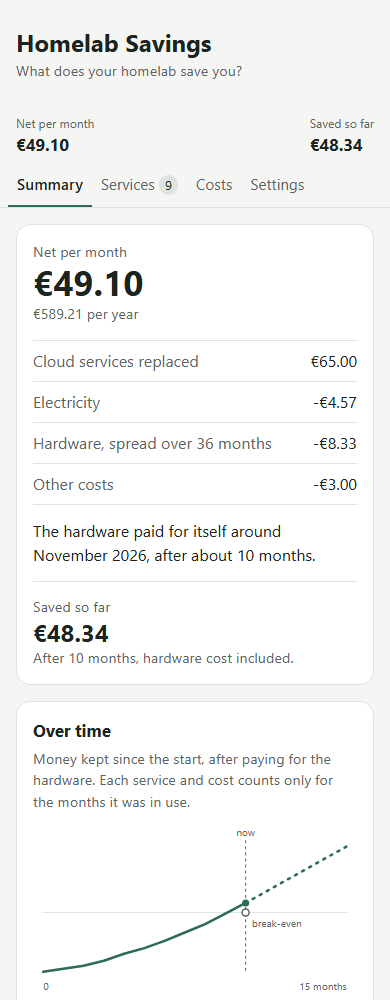 Homelab Savings
What does your homelab save you?
Net per month
Saved so far
€49.10
€48.34
Summary Services 9 Costs Settings
Net per month
€49.10
€589.21 per year
Cloud services replaced €65.00
Electricity -€4.57
Hardware, spread over 36 months -€8.33
Other costs -€3.00
The hardware paid for itself around
November 2026, after about 10 months.
Saved so far
€48.34
After 10 months, hardware cost included.
Over time
Money kept since the start, after paying for the
hardware. Each service and cost counts only for
the months it was in use.
now
break-even
0 15 months